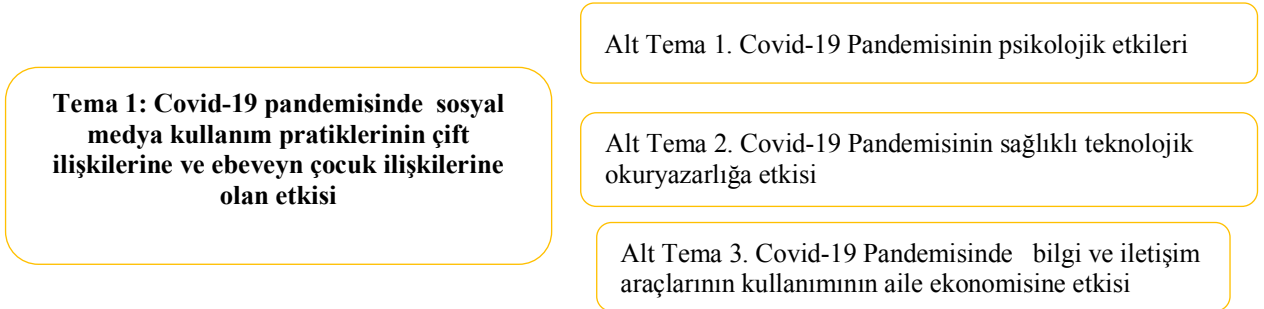 Tema 1: Covid-19 pandemisinde sosyal
medya kullanım pratiklerinin çift
ilişkilerine ve ebeveyn çocuk ilişkilerine
olan etkisi
Alt Tema 1. Covid-19 Pandemisinin psikolojik etkileri
Alt Tema 2. Covid-19 Pandemisinin sağlıklı teknolojik
okuryazarlığa etkisi
Alt Tema 3. Covid-19 Pandemisinde bilgi ve iletişim
araçlarının kullanımının aile ekonomisine etkisi